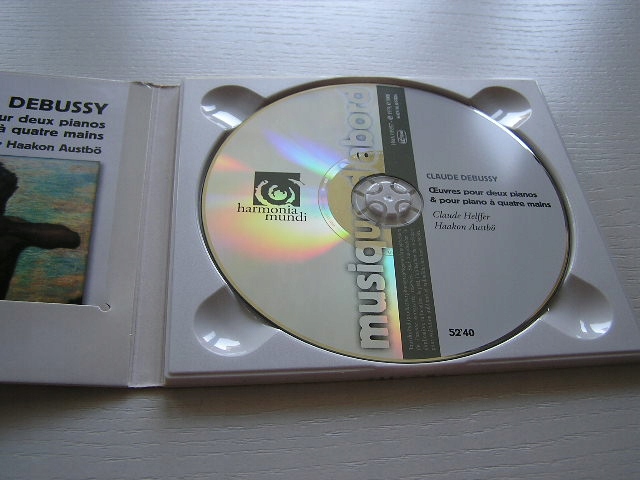 DEBUSSY
ur deux pianos
à quatre mains
Haakon Austbö
harmonia
mundi
musique d'abord
CLAUDE DEBUSSY
Œuvres pour deux pianos
& pour piano à quatre mains
Claude Helffer
Haakon Austbö
52'40